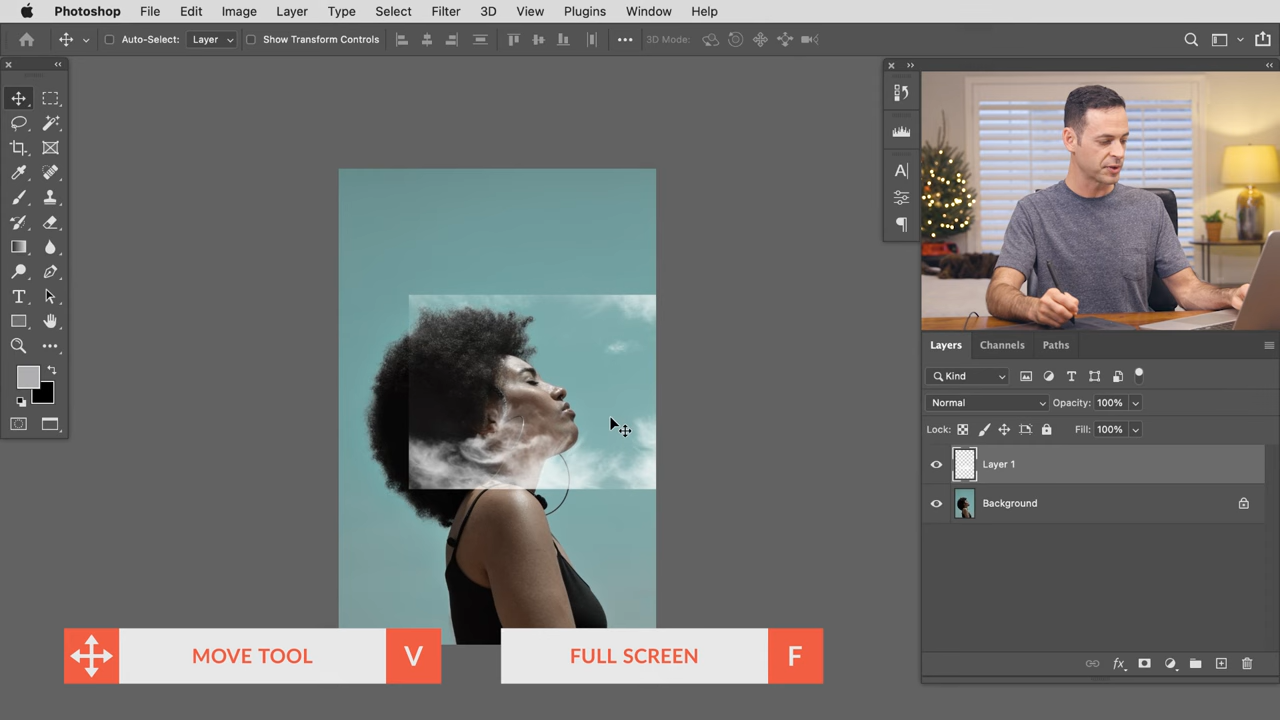 Photoshop File Edit Image Layer Type Select Filter 3D View Plugins Window Help
Auto-Select: Layer Show Transform Controls 3D Mode:
Layers Channels Paths
Kind
Normal Opacity: 100%
Lock: Fill: 100%
Layer 1
Background
MOVE TOOL V
FULL SCREEN F